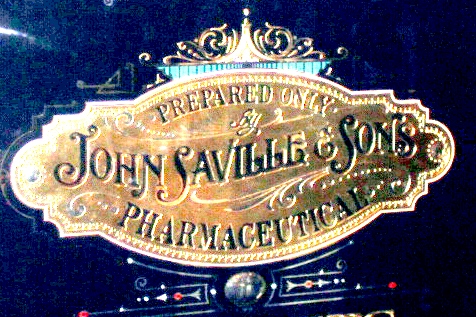 PREPARED ONLY
By
JOHN SAVILLE & SONS
PHARMACEUTICAL